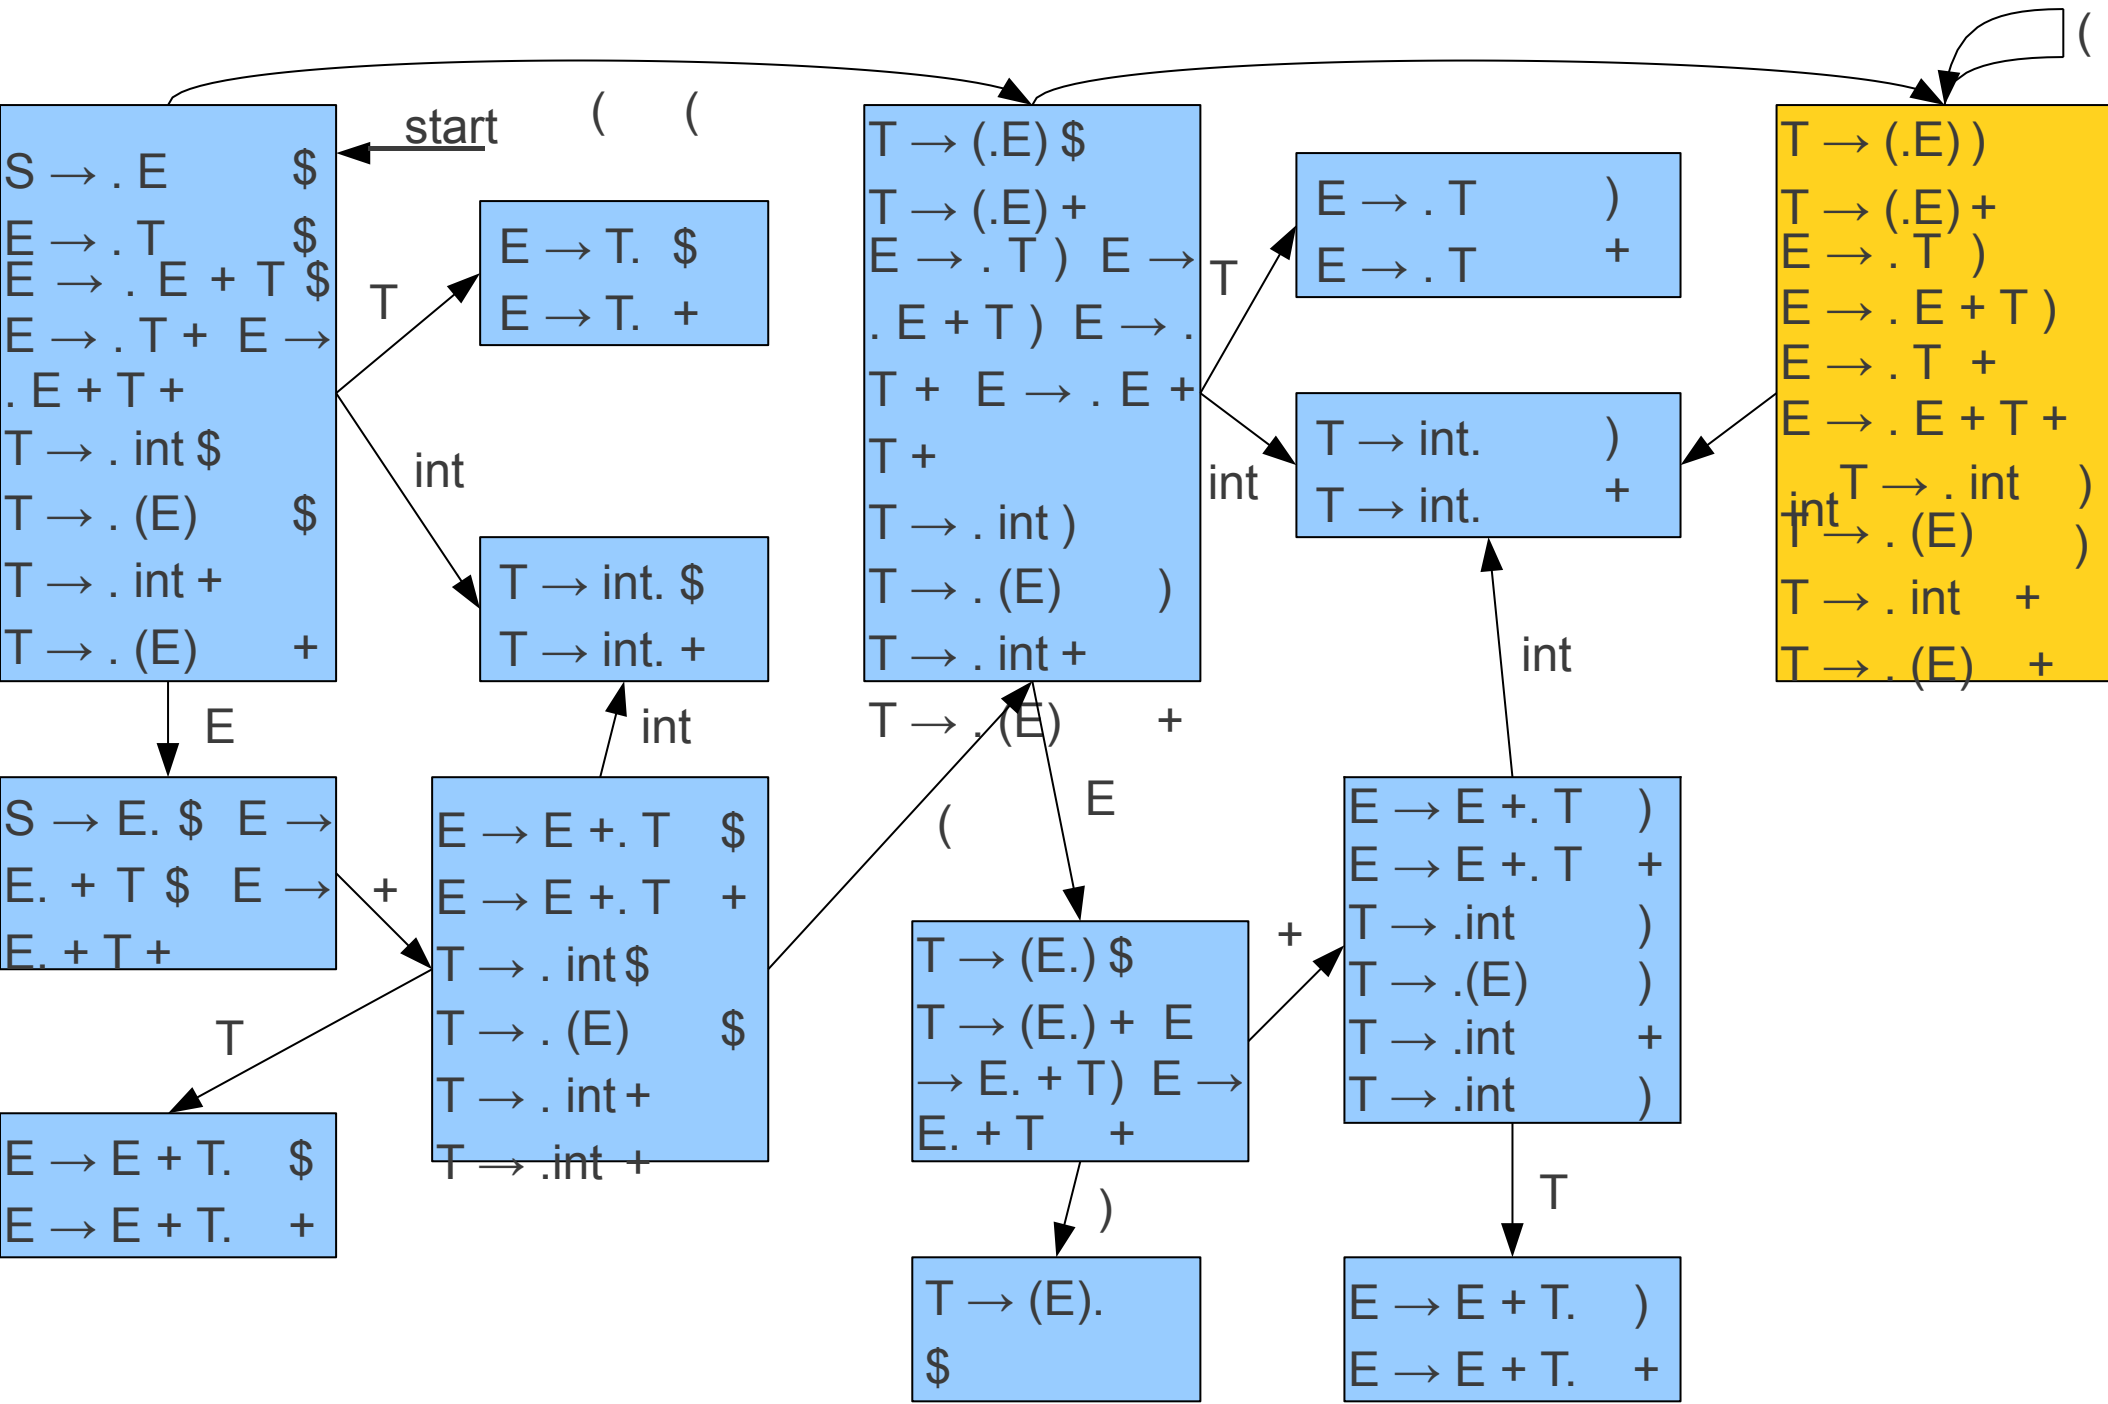 (
start ( (
S → . E $
E → . T $
E → . E + T $
E → . T + E →
. E + T +
T → . int $
T → . (E) $
T → . int +
T → . (E) +
T
E → T. $
E → T. +
int
T → int. $
T → int. +
int
E
S → E. $ E →
E. + T $ E →
E. + T +
+
E → E +. T $
E → E +. T +
T → . int $
T → . (E) $
T → . int +
T → .int +
T
E → E + T. $
E → E + T. +
(
T → (.E) $
T → (.E) +
E → . T ) E →
. E + T ) E → .
T + E → . E +
T +
T → . int )
T → . (E) )
T → . int +
T → . (E) +
T
E → . T )
E → . T +
int
T → int. )
T → int. +
E
T → (E.) $
T → (E.) + E
→ E. + T) E →
E. + T +
)
T → (E).
$
+
E → E +. T )
E → E +. T +
T → .int )
T → .(E) )
T → .int +
T → .int )
int
T
E → E + T. )
E → E + T. +
T → (.E) )
T → (.E) +
E → . T )
E → . E + T )
E → . T +
E → . E + T +
T → . int )
+
int
T → . (E) )
T → . int +
T → . (E) +